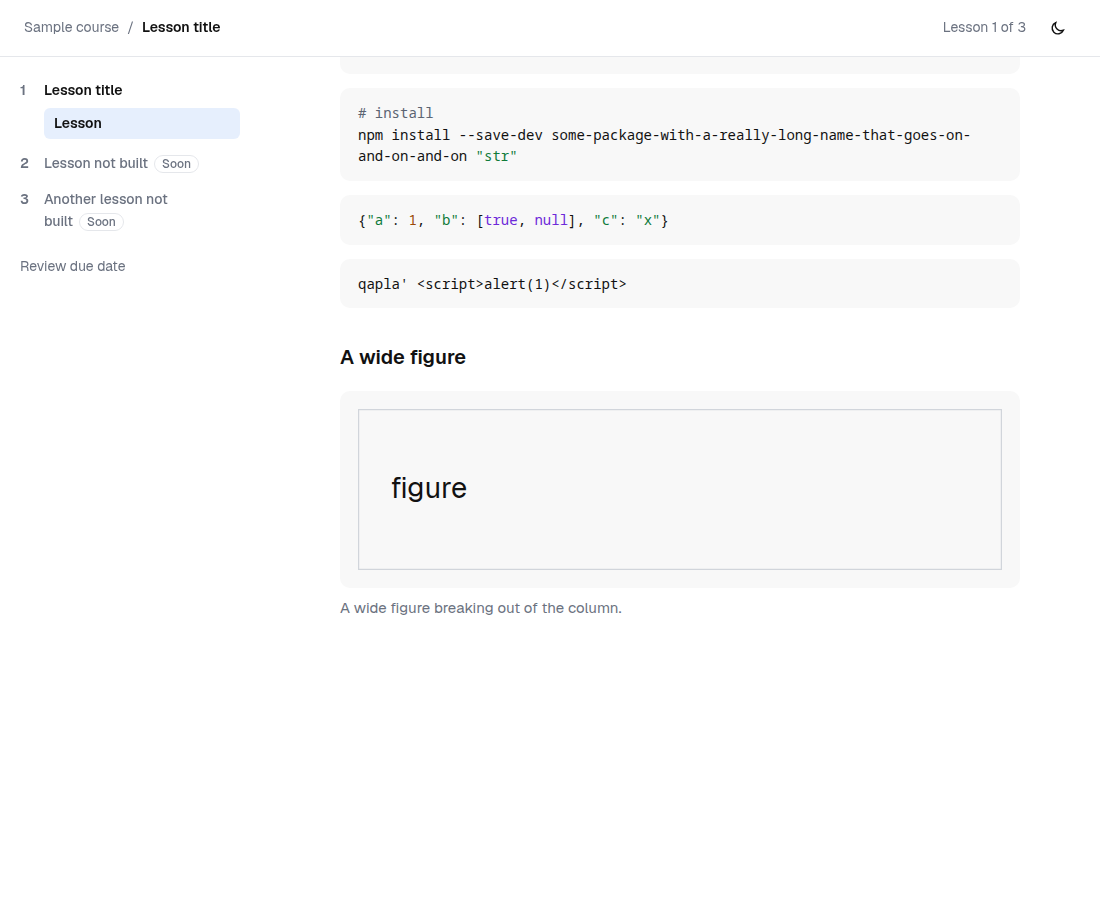 Sample course / Lesson title
Lesson 1 of 3
1 Lesson title
Lesson
2 Lesson not built Soon
3 Another lesson not
built Soon
Review due date
# install
npm install --save-dev some-package-with-a-really-long-name-that-goes-on-
and-on-and-on "str"
{"a": 1, "b": [true, null], "c": "x"}
qapla' <script>alert(1)</script>
A wide figure
figure
A wide figure breaking out of the column.